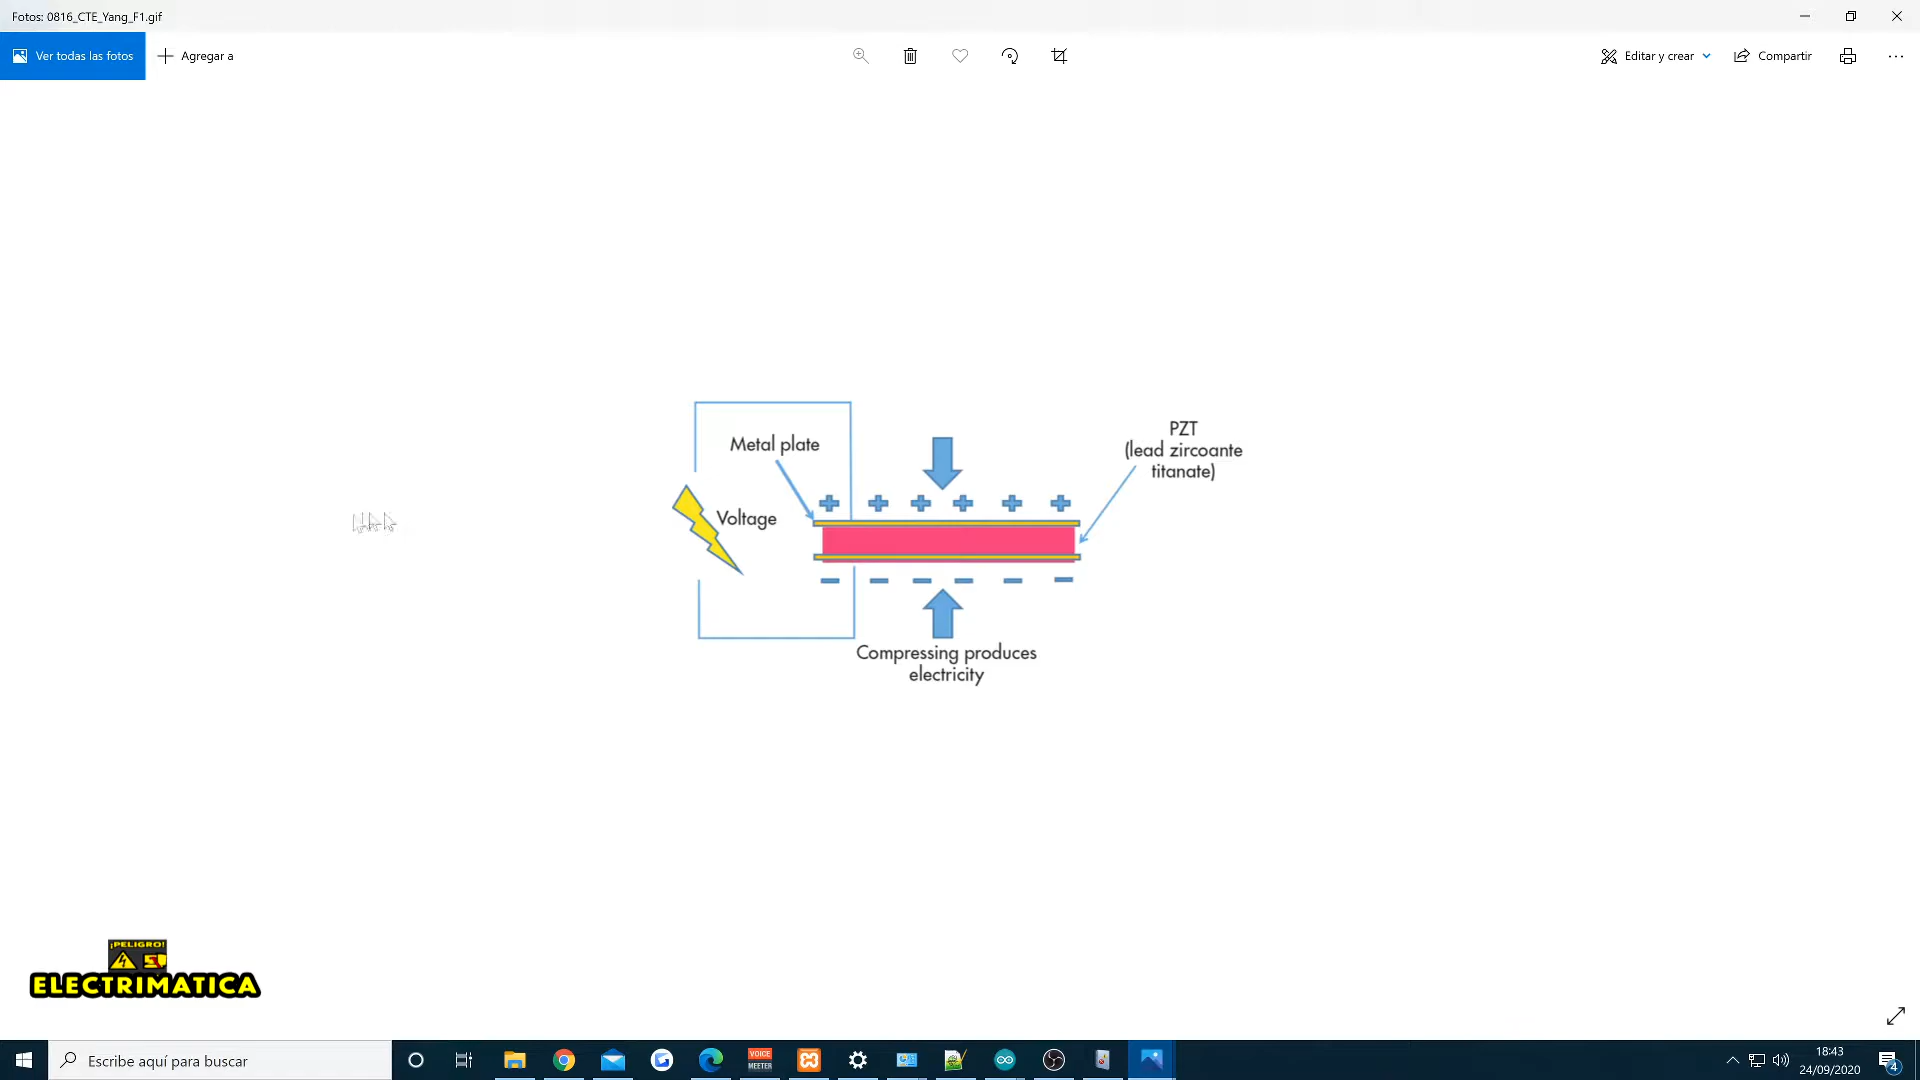 Fotos: 0816_CTE_Yang_F1.gif
Ver todas las fotos
Agregar a
Editar y crear
Compartir
Metal plate
PZT
(lead zircoante
titanate)
Voltage
Compressing produces
electricity
¡PELIGRO!
ELECTRIMATICA
Escribe aquí para buscar
VOICE
MEETER
18:43
24/09/2020
4